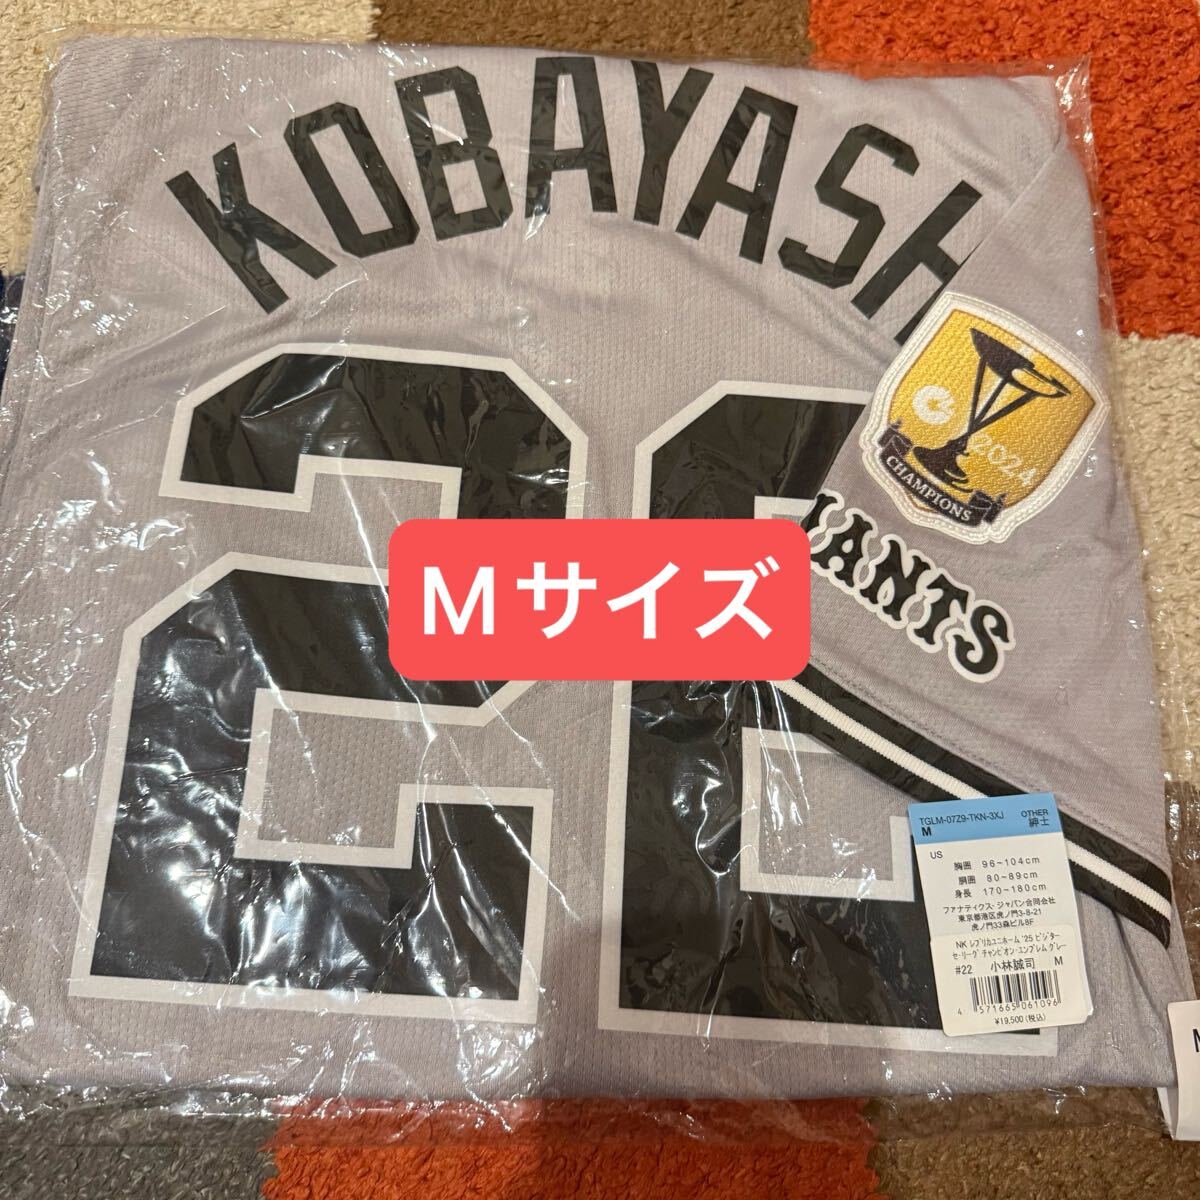 KOBAYASH
2024
CHAMPIONS
IANTS
22
Mサイズ
TGLM-07Z9-TKN-3XJ OTHER
M 紳士
US
胸囲 96~104cm
胴囲 80~89cm
身長 170~180cm
ファナティクス・ジャパン合同会社
東京都港区虎ノ門3-8-21
虎ノ門33森ビル8F
NK レプリカユニホーム '25 ビジター
セ・リーグ チャンピオン・エンブレム グレー
#22 小林誠司 M
4 571665 061096
¥19,500(税込)